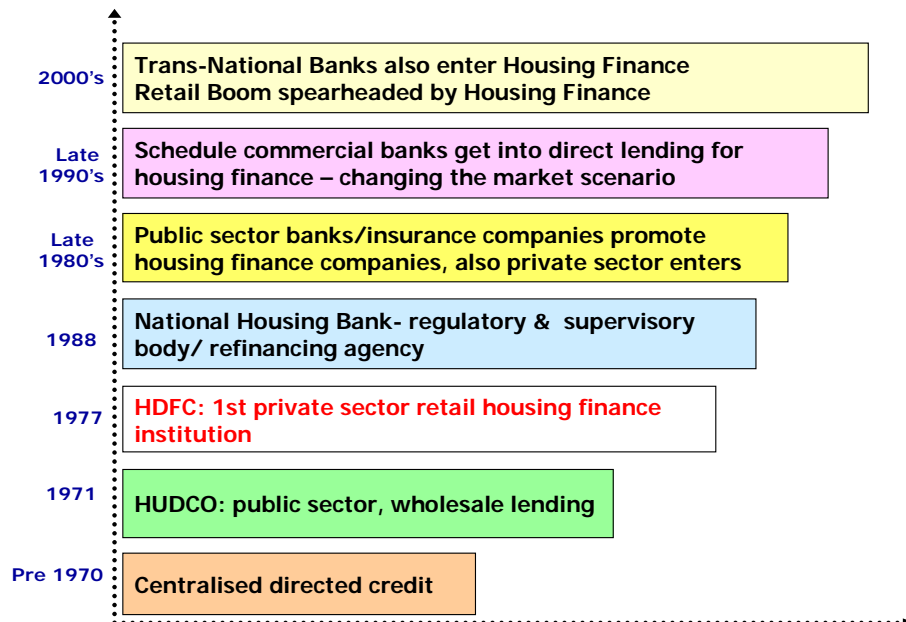 2000's
Trans-National Banks also enter Housing Finance
Retail Boom spearheaded by Housing Finance
Late
1990's
Schedule commercial banks get into direct lending for
housing finance – changing the market scenario
Late
1980's
Public sector banks/insurance companies promote
housing finance companies, also private sector enters
1988
National Housing Bank- regulatory & supervisory
body/ refinancing agency
1977
HDFC: 1st private sector retail housing finance
institution
1971
HUDCO: public sector, wholesale lending
Pre 1970
Centralised directed credit